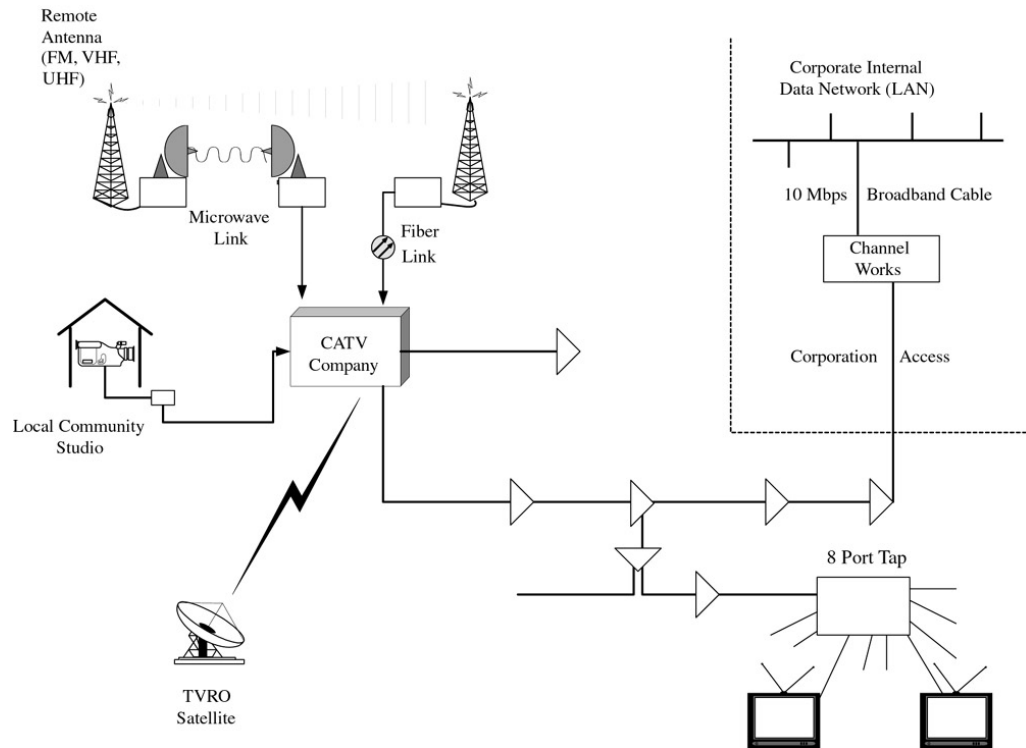 Remote
Antenna
(FM, VHF,
UHF)
Microwave
Link
Fiber
Link
Corporate Internal
Data Network (LAN)
10 Mbps
Broadband Cable
Channel
Works
CATV
Company
Corporation
Access
Local Community
Studio
8 Port Tap
TVRO
Satellite